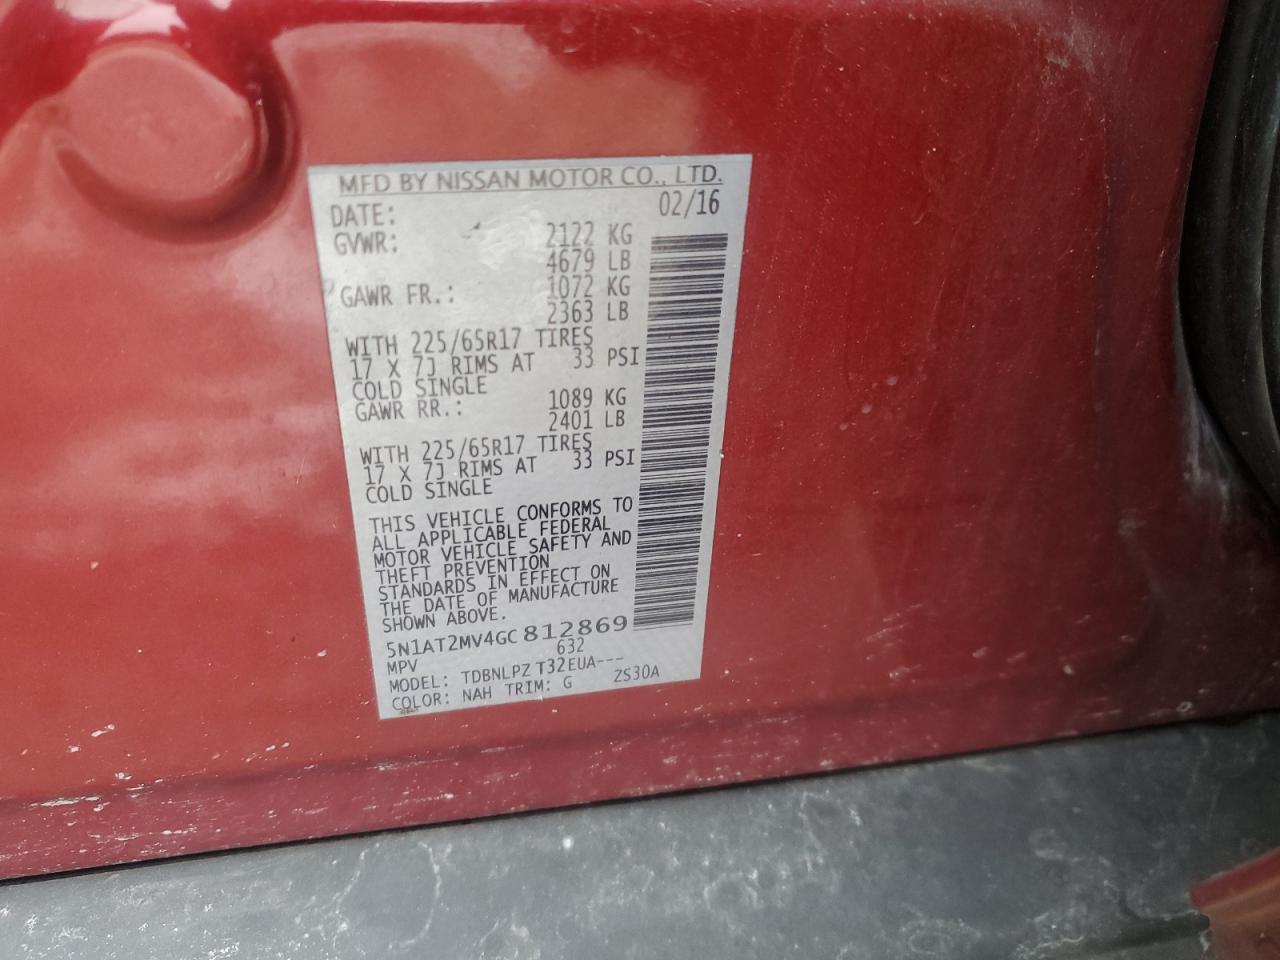 MFD BY NISSAN MOTOR CO., LTD.
DATE: 02/16
GVWR: 2122 KG
4679 LB
GAWR FR.: 1072 KG
2363 LB
WITH 225/65R17 TIRES
17 X 7J RIMS AT 33 PSI
COLD SINGLE
GAWR RR.: 1089 KG
2401 LB
WITH 225/65R17 TIRES
17 X 7J RIMS AT 33 PSI
COLD SINGLE
THIS VEHICLE CONFORMS TO
ALL APPLICABLE FEDERAL
MOTOR VEHICLE SAFETY AND
THEFT PREVENTION
STANDARDS IN EFFECT ON
THE DATE OF MANUFACTURE
SHOWN ABOVE.
5N1AT2MV4GC812869
MPV 632
MODEL: TDBNLPZ T32EUA---
COLOR: NAH TRIM: G ZS30A